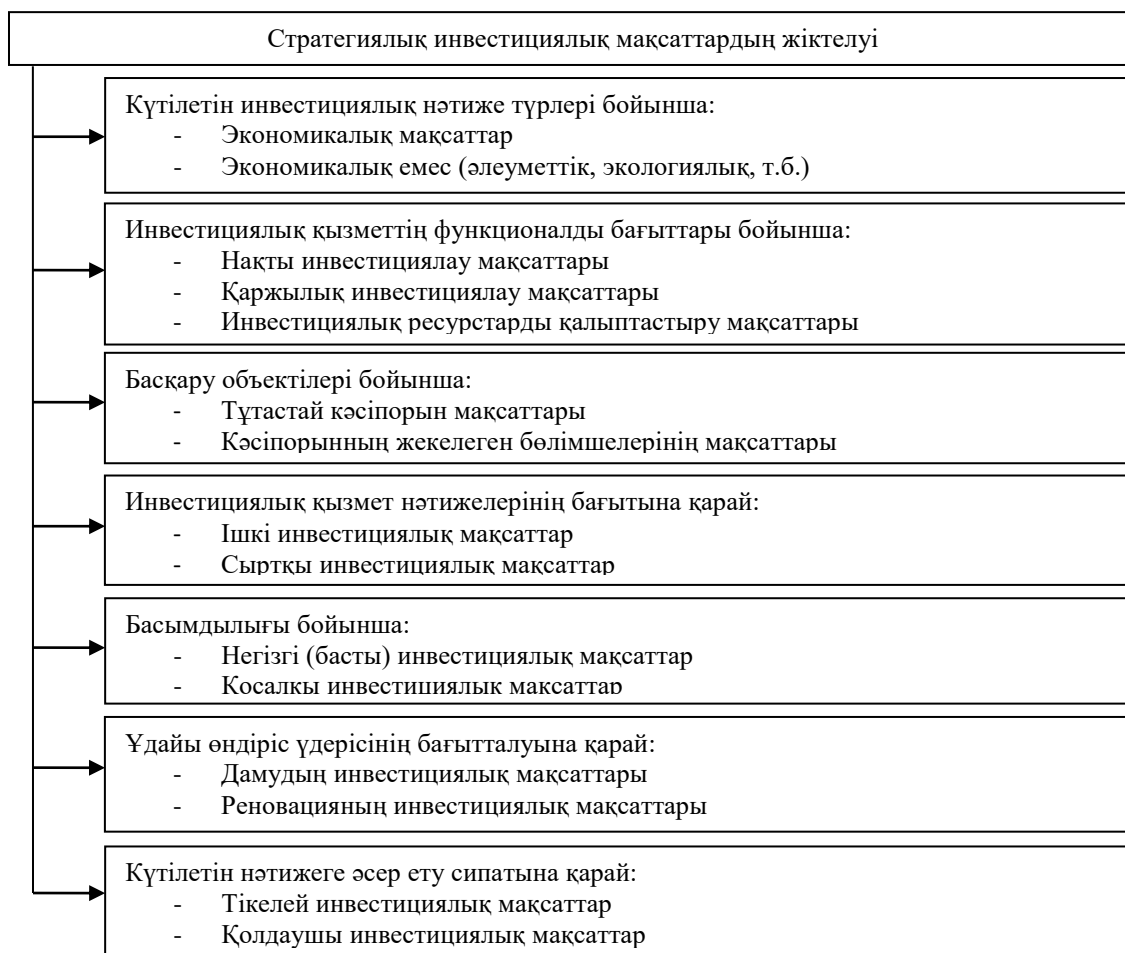 Стратегиялық инвестициялық мақсаттардың жіктелуі
Күтілетін инвестициялық нәтиже түрлері бойынша:
- Экономикалық мақсаттар
- Экономикалық емес (әлеуметтік, экологиялық, т.б.)
Инвестициялық қызметтің функционалды бағыттары бойынша:
- Нақты инвестициялау мақсаттары
- Қаржылық инвестициялау мақсаттары
- Инвестициялық ресурстарды қалыптастыру мақсаттары
Басқару объектілері бойынша:
- Тұтастай кәсіпорын мақсаттары
- Кәсіпорынның жекелеген бөлімшелерінің мақсаттары
Инвестициялық қызмет нәтижелерінің бағытына қарай:
- Ішкі инвестициялық мақсаттар
- Сыртқы инвестициялық мақсаттар
Басымдылығы бойынша:
- Негізгі (басты) инвестициялық мақсаттар
- Қосалқы инвестициялық мақсаттар
Ұдайы өндіріс үдерісінің бағытталуына қарай:
- Дамудың инвестициялық мақсаттары
- Реновацияның инвестициялық мақсаттары
Күтілетін нәтижеге әсер ету сипатына қарай:
- Тікелей инвестициялық мақсаттар
- Қолдаушы инвестициялық мақсаттар